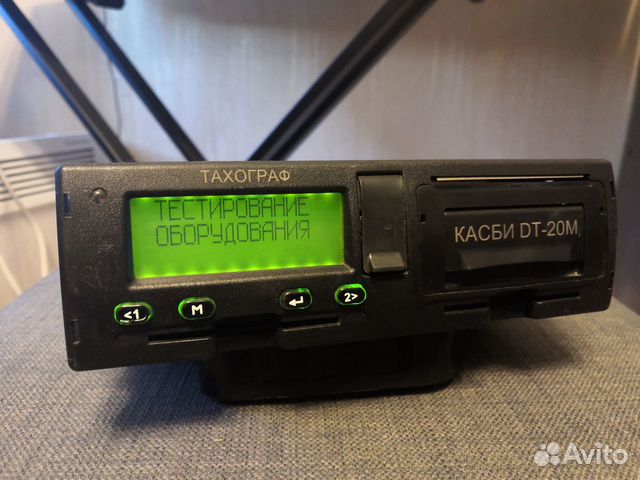 ТАХОГРАФ
ТЕСТИРОВАНИЕ
ОБОРУДОВАНИЯ
КАСБИ DT-20M
<1
M
↵
2>
Avito